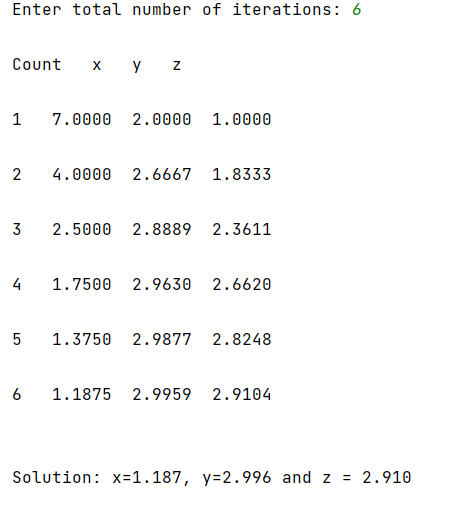 Enter total number of iterations: 6
Count x y z
1 7.0000 2.0000 1.0000
2 4.0000 2.6667 1.8333
3 2.5000 2.8889 2.3611
4 1.7500 2.9630 2.6620
5 1.3750 2.9877 2.8248
6 1.1875 2.9959 2.9104
Solution: x=1.187, y=2.996 and z = 2.910